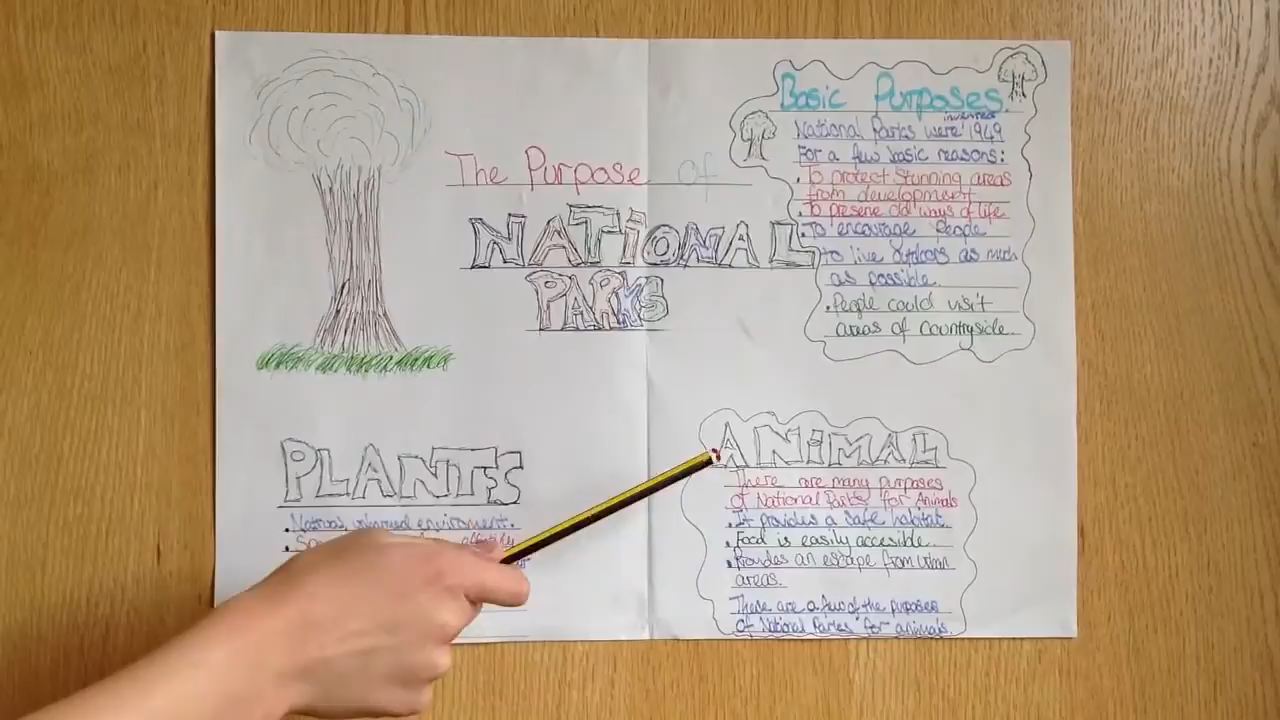 The Purpose of
NATIONAL
PARKS
Basic Purposes.
invented
National Parks were 1949
For a few basic reasons:
. To protect Stunning areas
from development
. To preserve old ways of life
. To encourage People
to live outdoors as much
as possible.
. People could visit
areas of Countryside.
PLANTS
. Natural, enviroment.
ANiMAL
There are many purposes
of National Parks for Animals
. It provides a safe habitat.
. Food is easily accesible.
. Provides an escape from urban
areas.
These are a few of the purposes
of National Parks for animals.